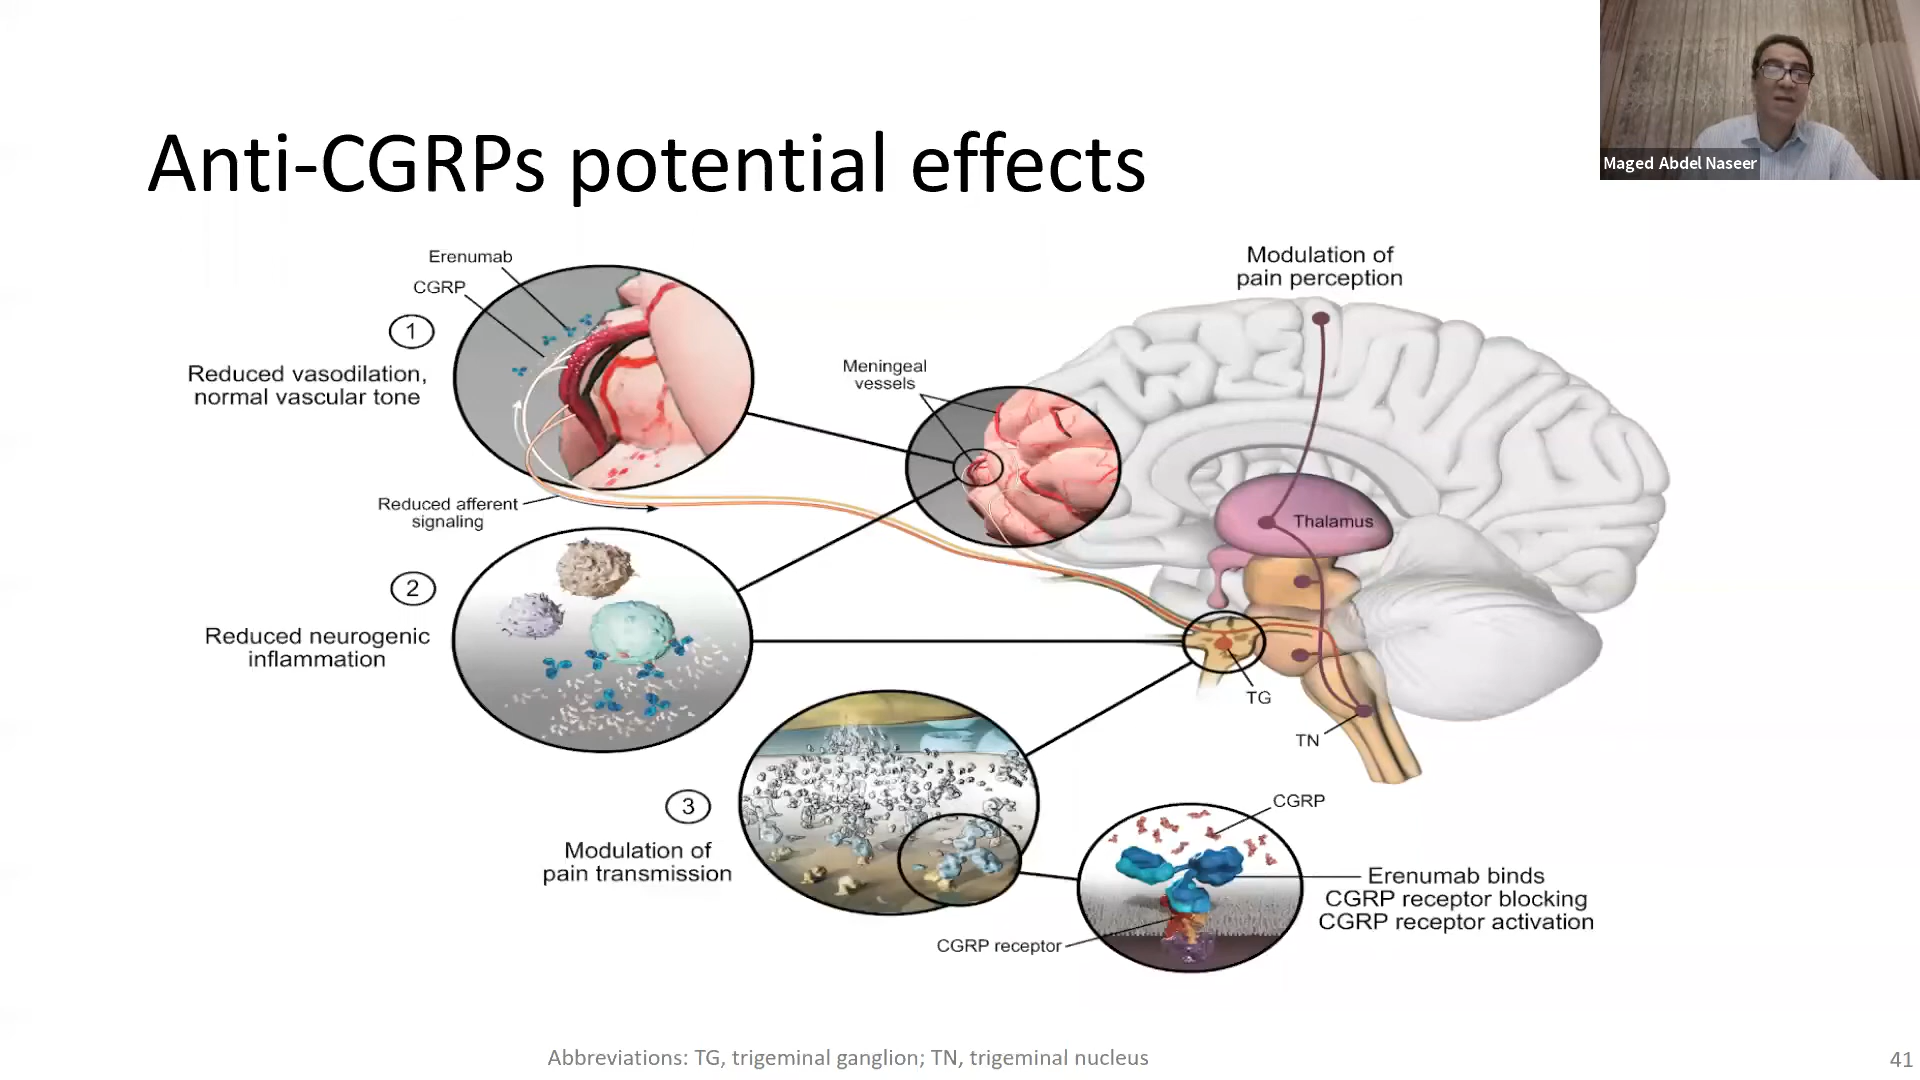 Maged Abdel Naseer
Anti-CGRPs potential effects
Erenumab
CGRP
1
Reduced vasodilation,
normal vascular tone
Reduced afferent
signaling
2
Reduced neurogenic
inflammation
3
Modulation of
pain transmission
Meningeal
vessels
Modulation of
pain perception
Thalamus
TG
TN
CGRP
Erenumab binds
CGRP receptor blocking
CGRP receptor activation
CGRP receptor
Abbreviations: TG, trigeminal ganglion; TN, trigeminal nucleus
41